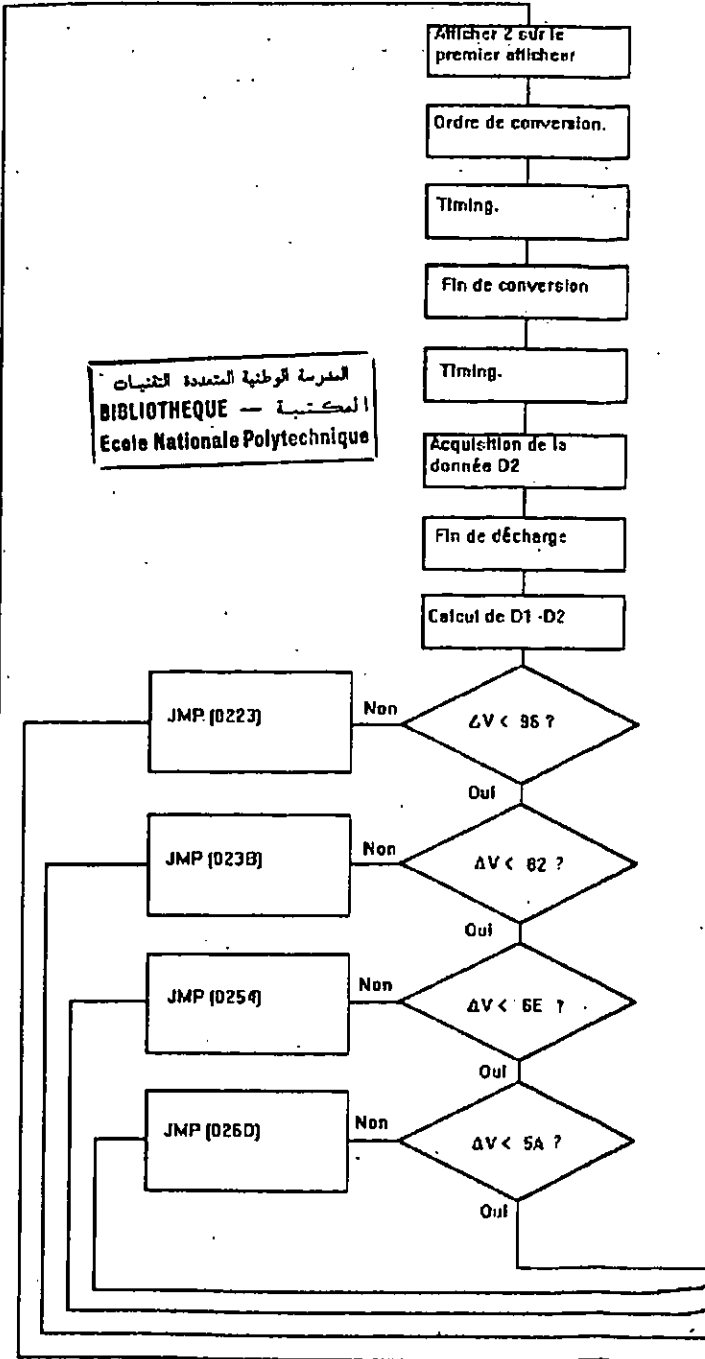 Afficher 2 sur le
premier afficheur
Ordre de conversion.
Timing.
Fin de conversion
Timing.
المدرسة الوطنية المتعددة التقنيات
BIBLIOTHEQUE — المكتبة
Ecole Nationale Polytechnique
Acquisition de la
donnée D2
Fin de décharge
Calcul de D1 -D2
JMP (0223)
Non
ΔV < 96 ?
Oui
JMP (023B)
Non
ΔV < 82 ?
Oui
JMP (0254)
Non
ΔV < 6E ?
Oui
JMP (026D)
Non
ΔV < 5A ?
Oui